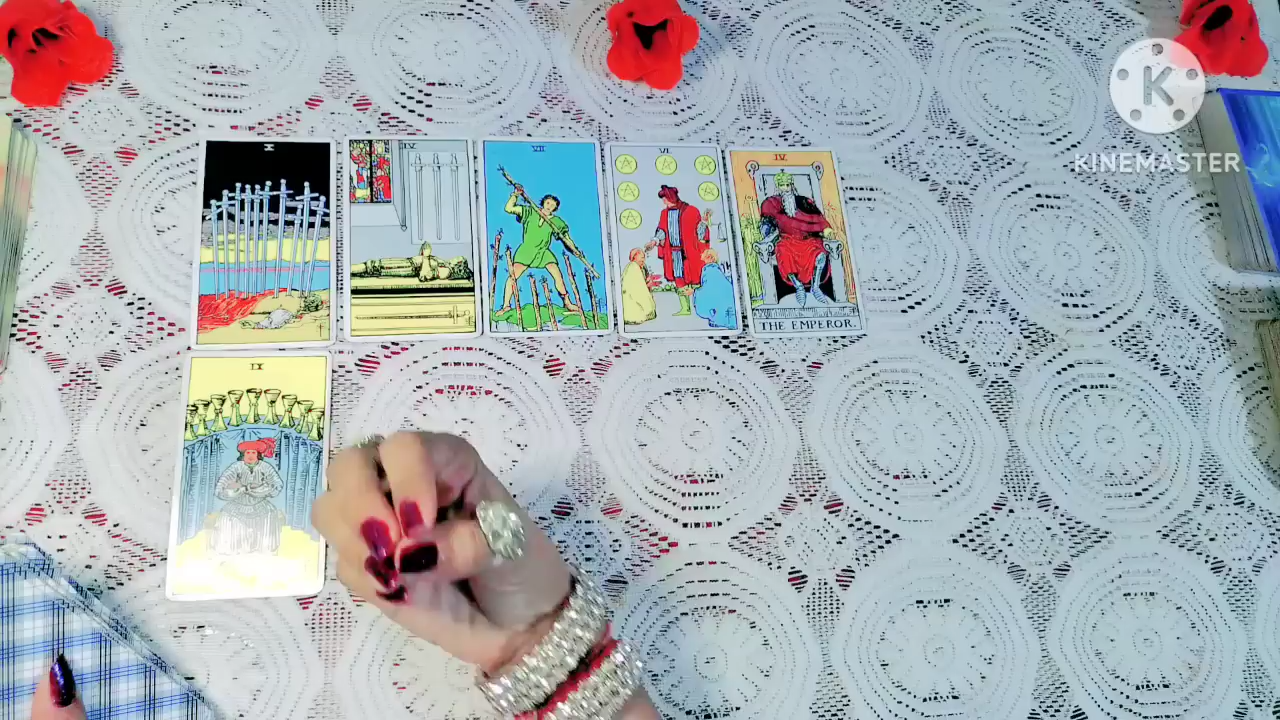 K
KINEMASTER
X
IV
VII
VI
IV
THE EMPEROR.
IX